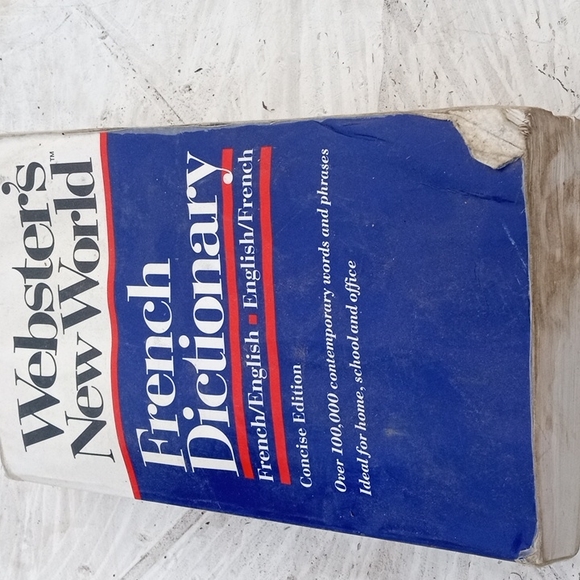 Webster's
New World™
French
Dictionary
French/English ▪ English/French
Concise Edition
Over 100,000 contemporary words and phrases
Ideal for home, school and office